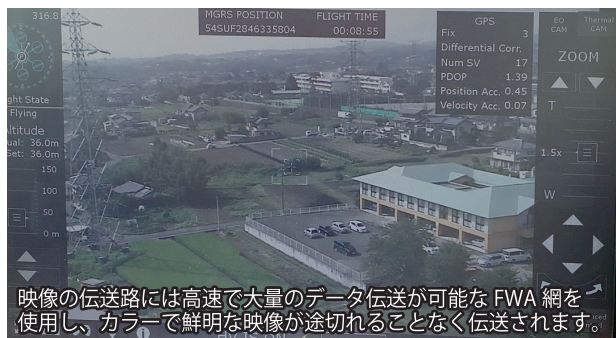 316.8
MGRS POSITION FLIGHT TIME
54SUF2846335804 00:08:55
GPS
Fix 3
Differential Corr.
Num SV 17
PDOP 1.39
Position Acc. 0.45
Velocity Acc. 0.07
EO CAM
Thermal CAM
ZOOM
T
1.5x
W
ght State
Flying
Altitude
ual: 36.0m
Set: 36.0m
150
100
50
0 m
映像の伝送路には高速で大量のデータ伝送が可能な FWA 網を
使用し、カラーで鮮明な映像が途切れることなく伝送されます。